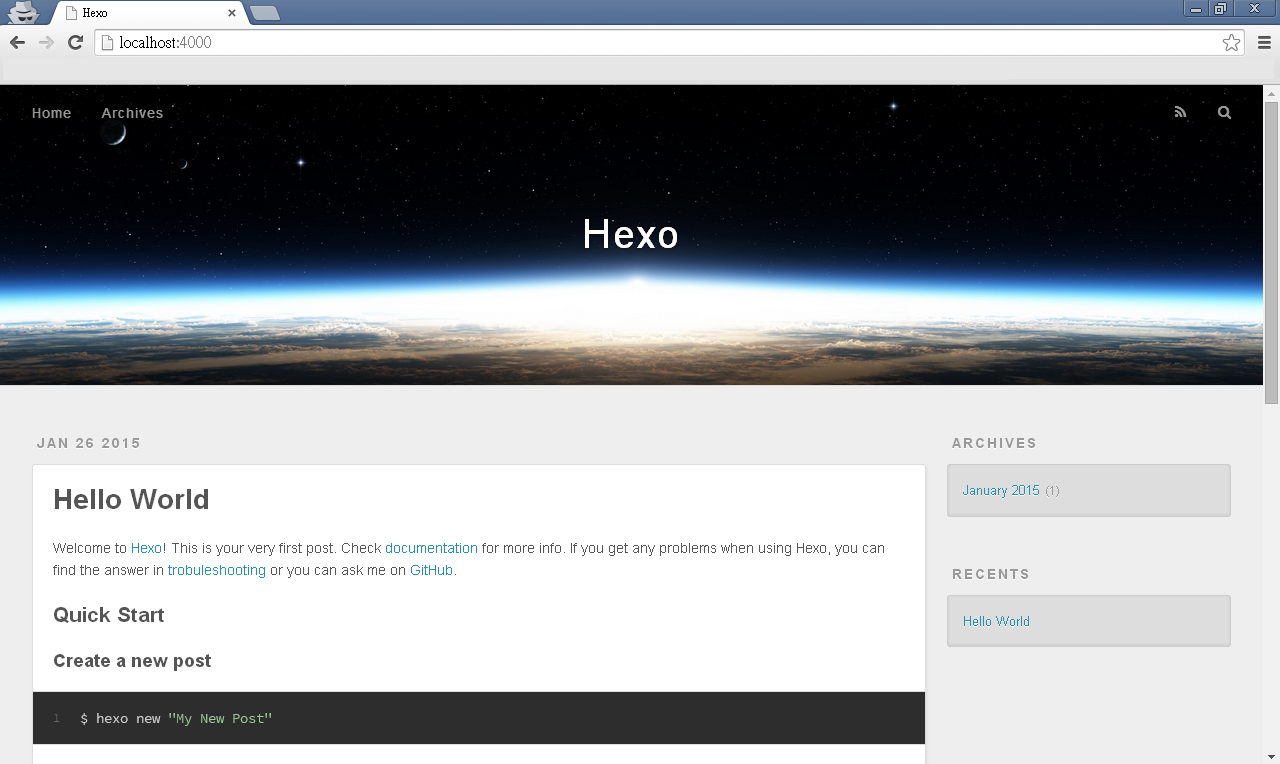 Hexo
localhost:4000
Home Archives
Hexo
JAN 26 2015
Hello World
Welcome to Hexo! This is your very first post. Check documentation for more info. If you get any problems when using Hexo, you can
find the answer in trobuleshooting or you can ask me on GitHub.
Quick Start
Create a new post
1 $ hexo new "My New Post"
ARCHIVES
January 2015 (1)
RECENTS
Hello World